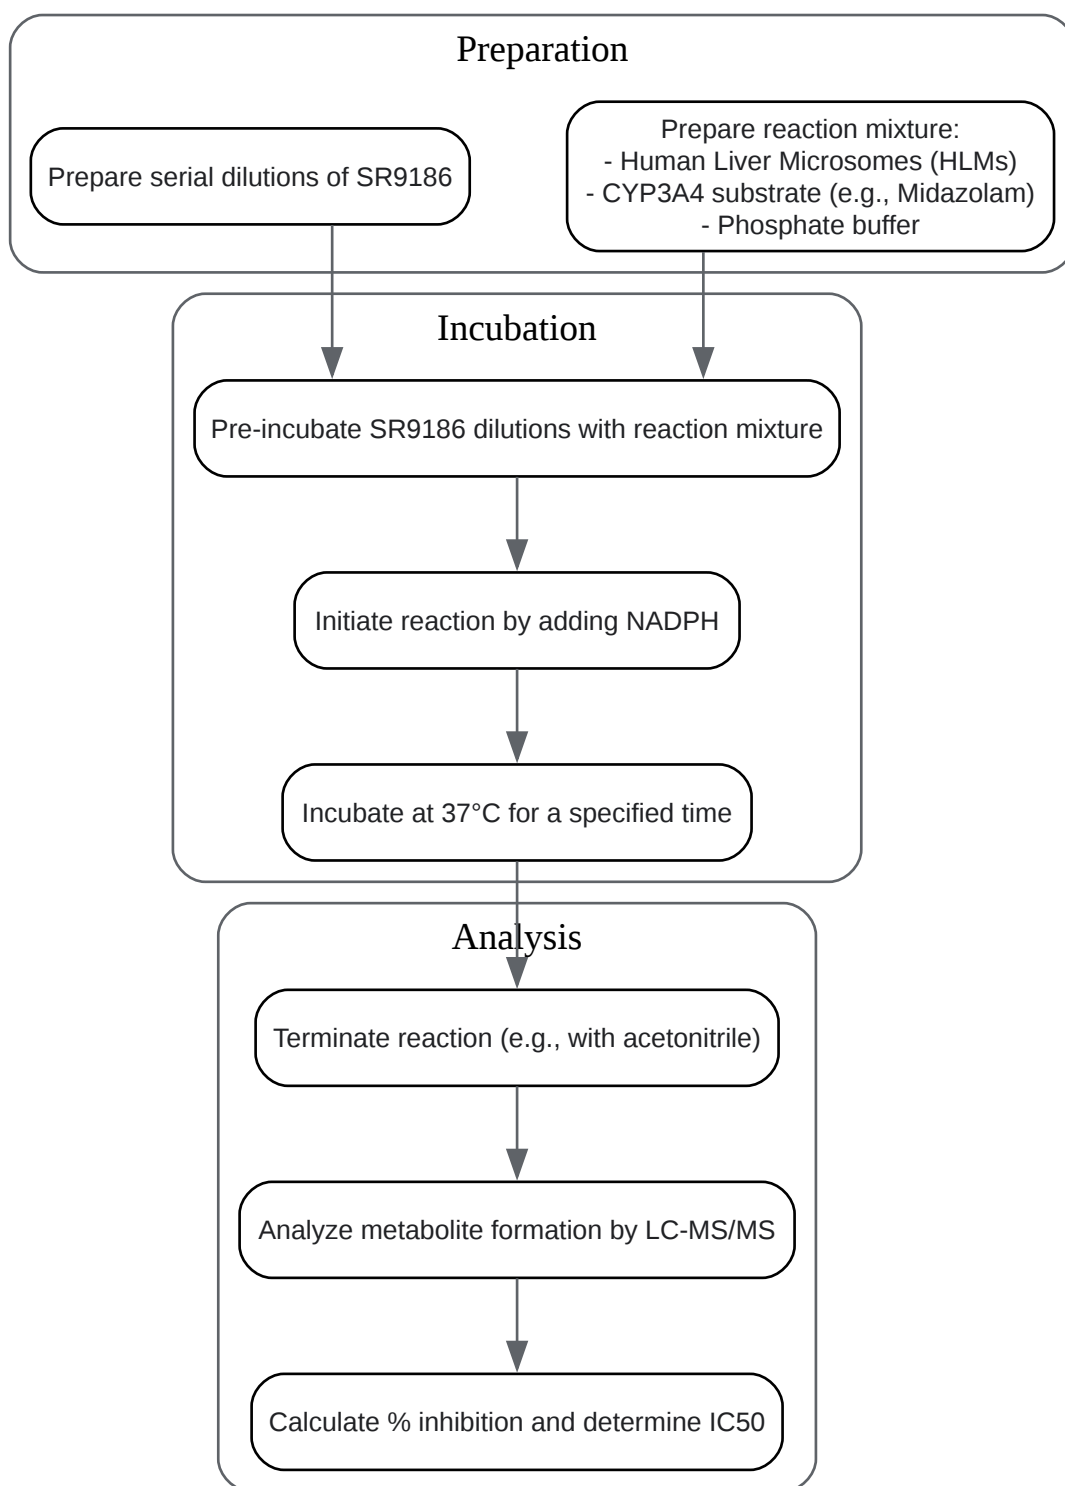 Preparation
Prepare serial dilutions of SR9186
Prepare reaction mixture:
- Human Liver Microsomes (HLMs)
- CYP3A4 substrate (e.g., Midazolam)
- Phosphate buffer
Incubation
Pre-incubate SR9186 dilutions with reaction mixture
Initiate reaction by adding NADPH
Incubate at 37°C for a specified time
Analysis
Terminate reaction (e.g., with acetonitrile)
Analyze metabolite formation by LC-MS/MS
Calculate % inhibition and determine IC50